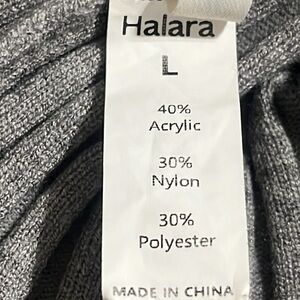 Halara
L
40%
Acrylic
30%
Nylon
30%
Polyester
MADE IN CHINA